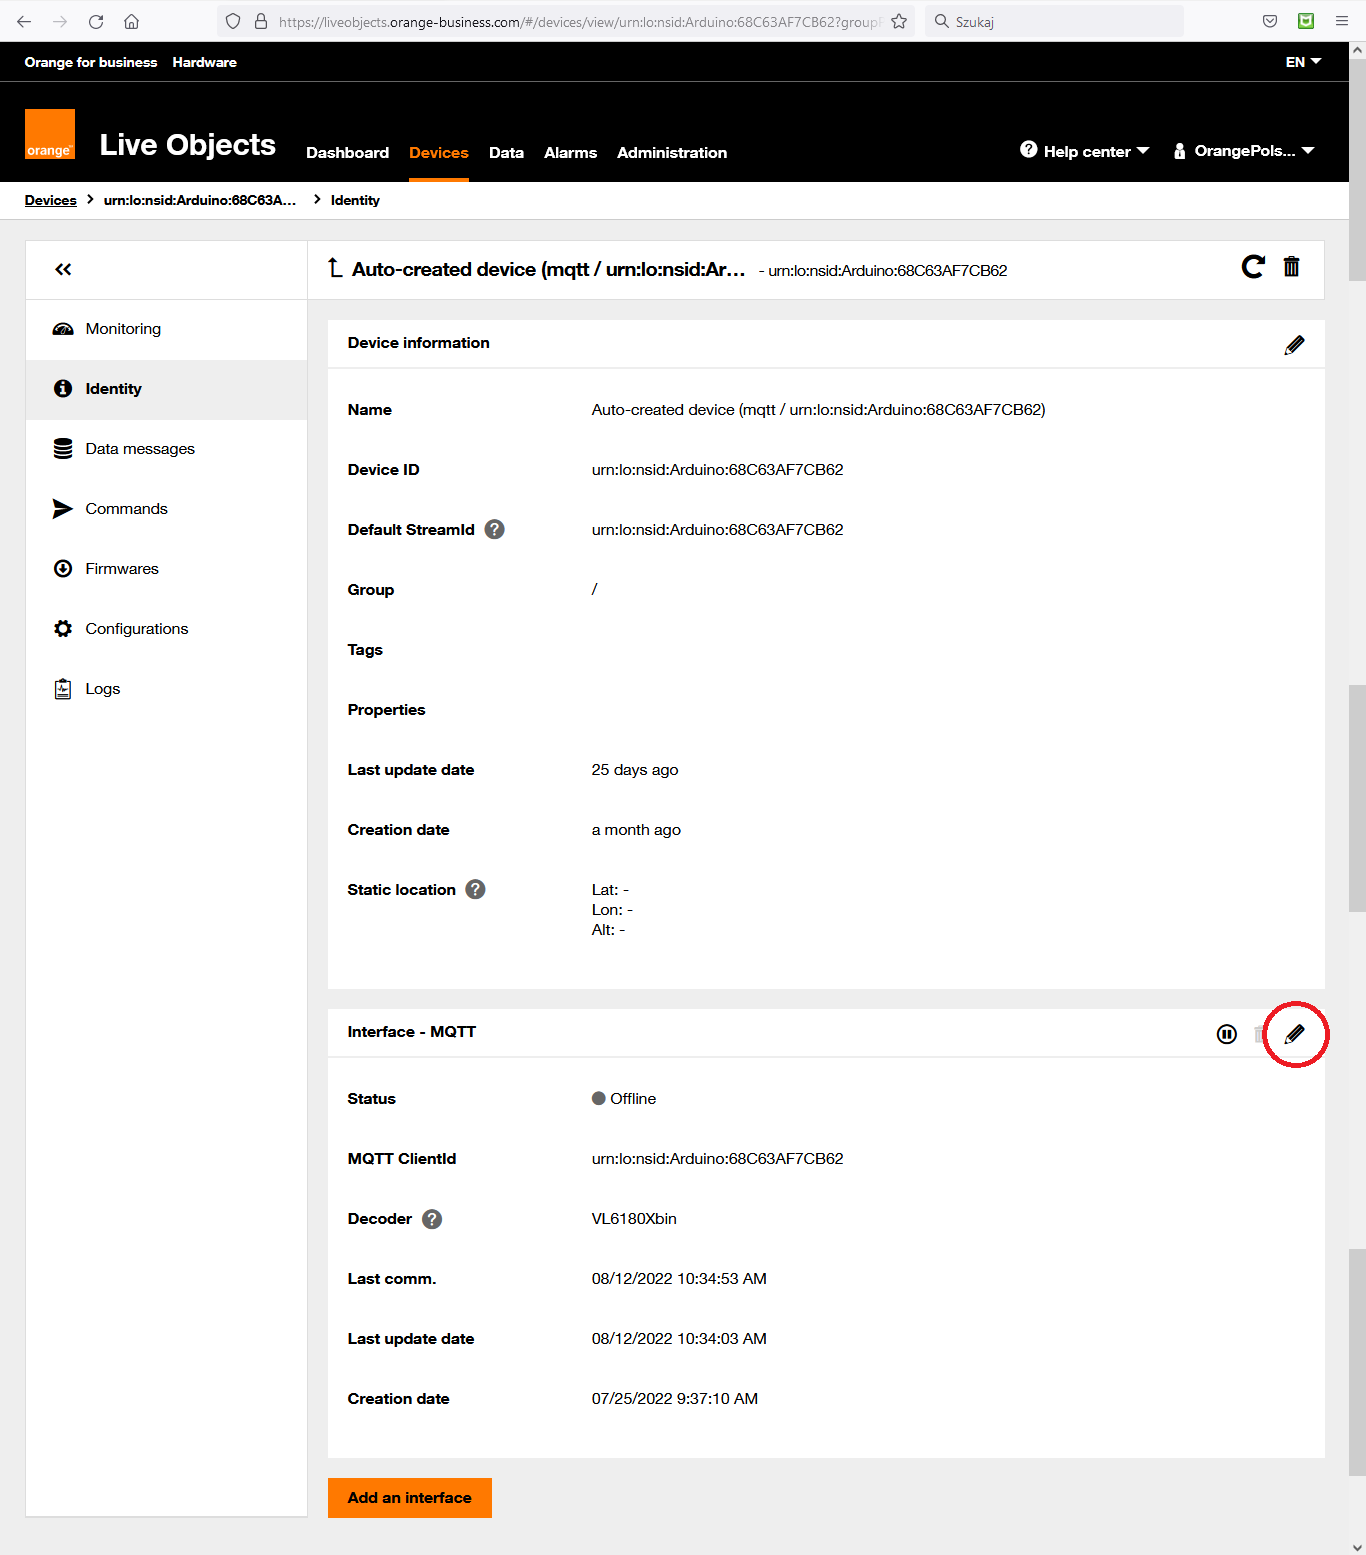 https://liveobjects.orange-business.com/#/devices/view/urn:lo:nsid:Arduino:68C63AF7CB62?group
Szukaj
Orange for business Hardware
EN
orange™
Live Objects
Dashboard Devices Data Alarms Administration
Help center
OrangePols...
Devices > urn:lo:nsid:Arduino:68C63A... > Identity
Auto-created device (mqtt / urn:lo:nsid:Ar... - urn:lo:nsid:Arduino:68C63AF7CB62
Monitoring
Identity
Data messages
Commands
Firmwares
Configurations
Logs
Device information
Name Auto-created device (mqtt / urn:lo:nsid:Arduino:68C63AF7CB62)
Device ID urn:lo:nsid:Arduino:68C63AF7CB62
Default StreamId ? urn:lo:nsid:Arduino:68C63AF7CB62
Group /
Tags
Properties
Last update date 25 days ago
Creation date a month ago
Static location ? Lat: -
Lon: -
Alt: -
Interface - MQTT
Status Offline
MQTT ClientId urn:lo:nsid:Arduino:68C63AF7CB62
Decoder ? VL6180Xbin
Last comm. 08/12/2022 10:34:53 AM
Last update date 08/12/2022 10:34:03 AM
Creation date 07/25/2022 9:37:10 AM
Add an interface